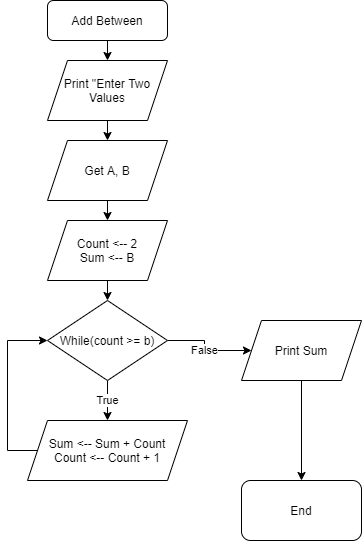 Add Between
Print "Enter Two
Values
Get A, B
Count <-- 2
Sum <-- B
While(count >= b)
False
Print Sum
True
Sum <-- Sum + Count
Count <-- Count + 1
End